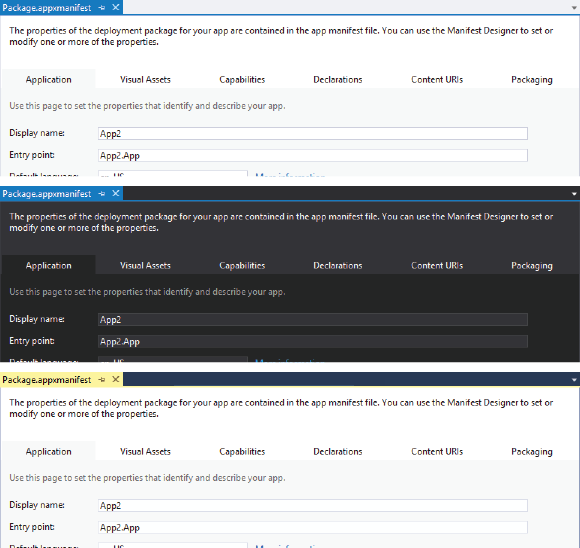 Package.appxmanifest
The properties of the deployment package for your app are contained in the app manifest file. You can use the Manifest Designer to set or
modify one or more of the properties.
Application Visual Assets Capabilities Declarations Content URIs Packaging
Use this page to set the properties that identify and describe your app.
Display name: App2
Entry point: App2.App
Default language: en-US More information
Package.appxmanifest
The properties of the deployment package for your app are contained in the app manifest file. You can use the Manifest Designer to set or
modify one or more of the properties.
Application Visual Assets Capabilities Declarations Content URIs Packaging
Use this page to set the properties that identify and describe your app.
Display name: App2
Entry point: App2.App
Default language: en-US More information
Package.appxmanifest
The properties of the deployment package for your app are contained in the app manifest file. You can use the Manifest Designer to set or
modify one or more of the properties.
Application Visual Assets Capabilities Declarations Content URIs Packaging
Use this page to set the properties that identify and describe your app.
Display name: App2
Entry point: App2.App